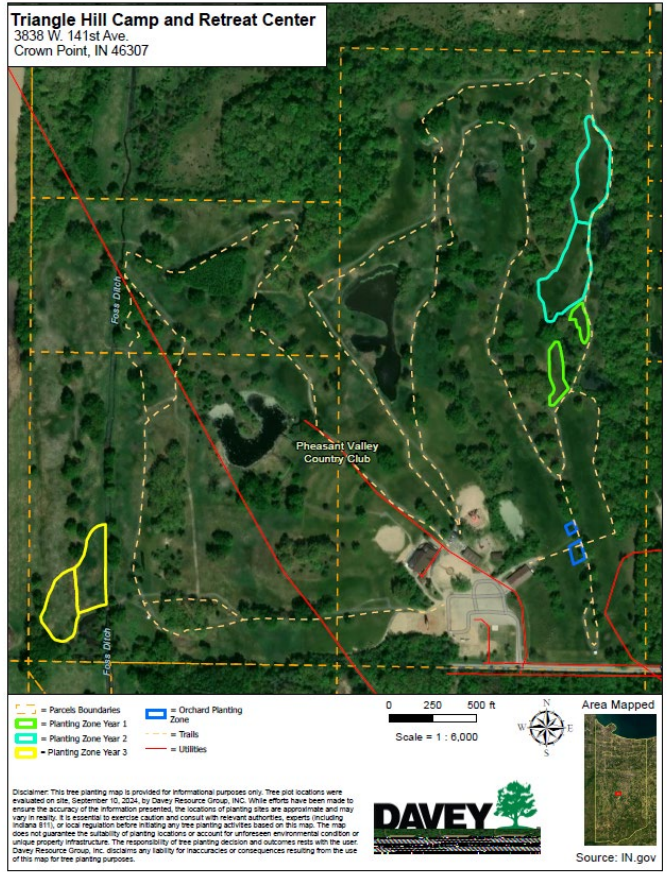 Triangle Hill Camp and Retreat Center
3838 W. 141st Ave.
Crown Point, IN 46307
Foss Ditch
Pheasant Valley
Country Club
Foss Ditch
= Parcels Boundaries
= Planting Zone Year 1
= Planting Zone Year 2
= Planting Zone Year 3
= Orchard Planting
Zone
= Trails
= Utilities
0 250 500 ft
Scale = 1 : 6,000
N
W E
S
Area Mapped
Disclaimer: This tree planting map is provided for informational purposes only. Tree plot locations were
evaluated on site, September 10, 2024, by Davey Resource Group, INC. While efforts have been made to
ensure the accuracy of the information presented, the locations of planting sites are approximate and may
vary in reality. It is essential to exercise caution and consult with relevant authorities, experts (including
Indiana 811), or local regulation before initiating any tree planting activities based on this map. The map
does not guarantee the suitability of planting locations or account for unforeseen environmental condition or
unique property infrastructure. The responsibility of tree planting decision and outcomes rests with the user.
Davey Resource Group, Inc. disclaims any liability for inaccuracies or consequences resulting from the use
of this map for tree planting purposes.
DAVEY
Source: IN.gov